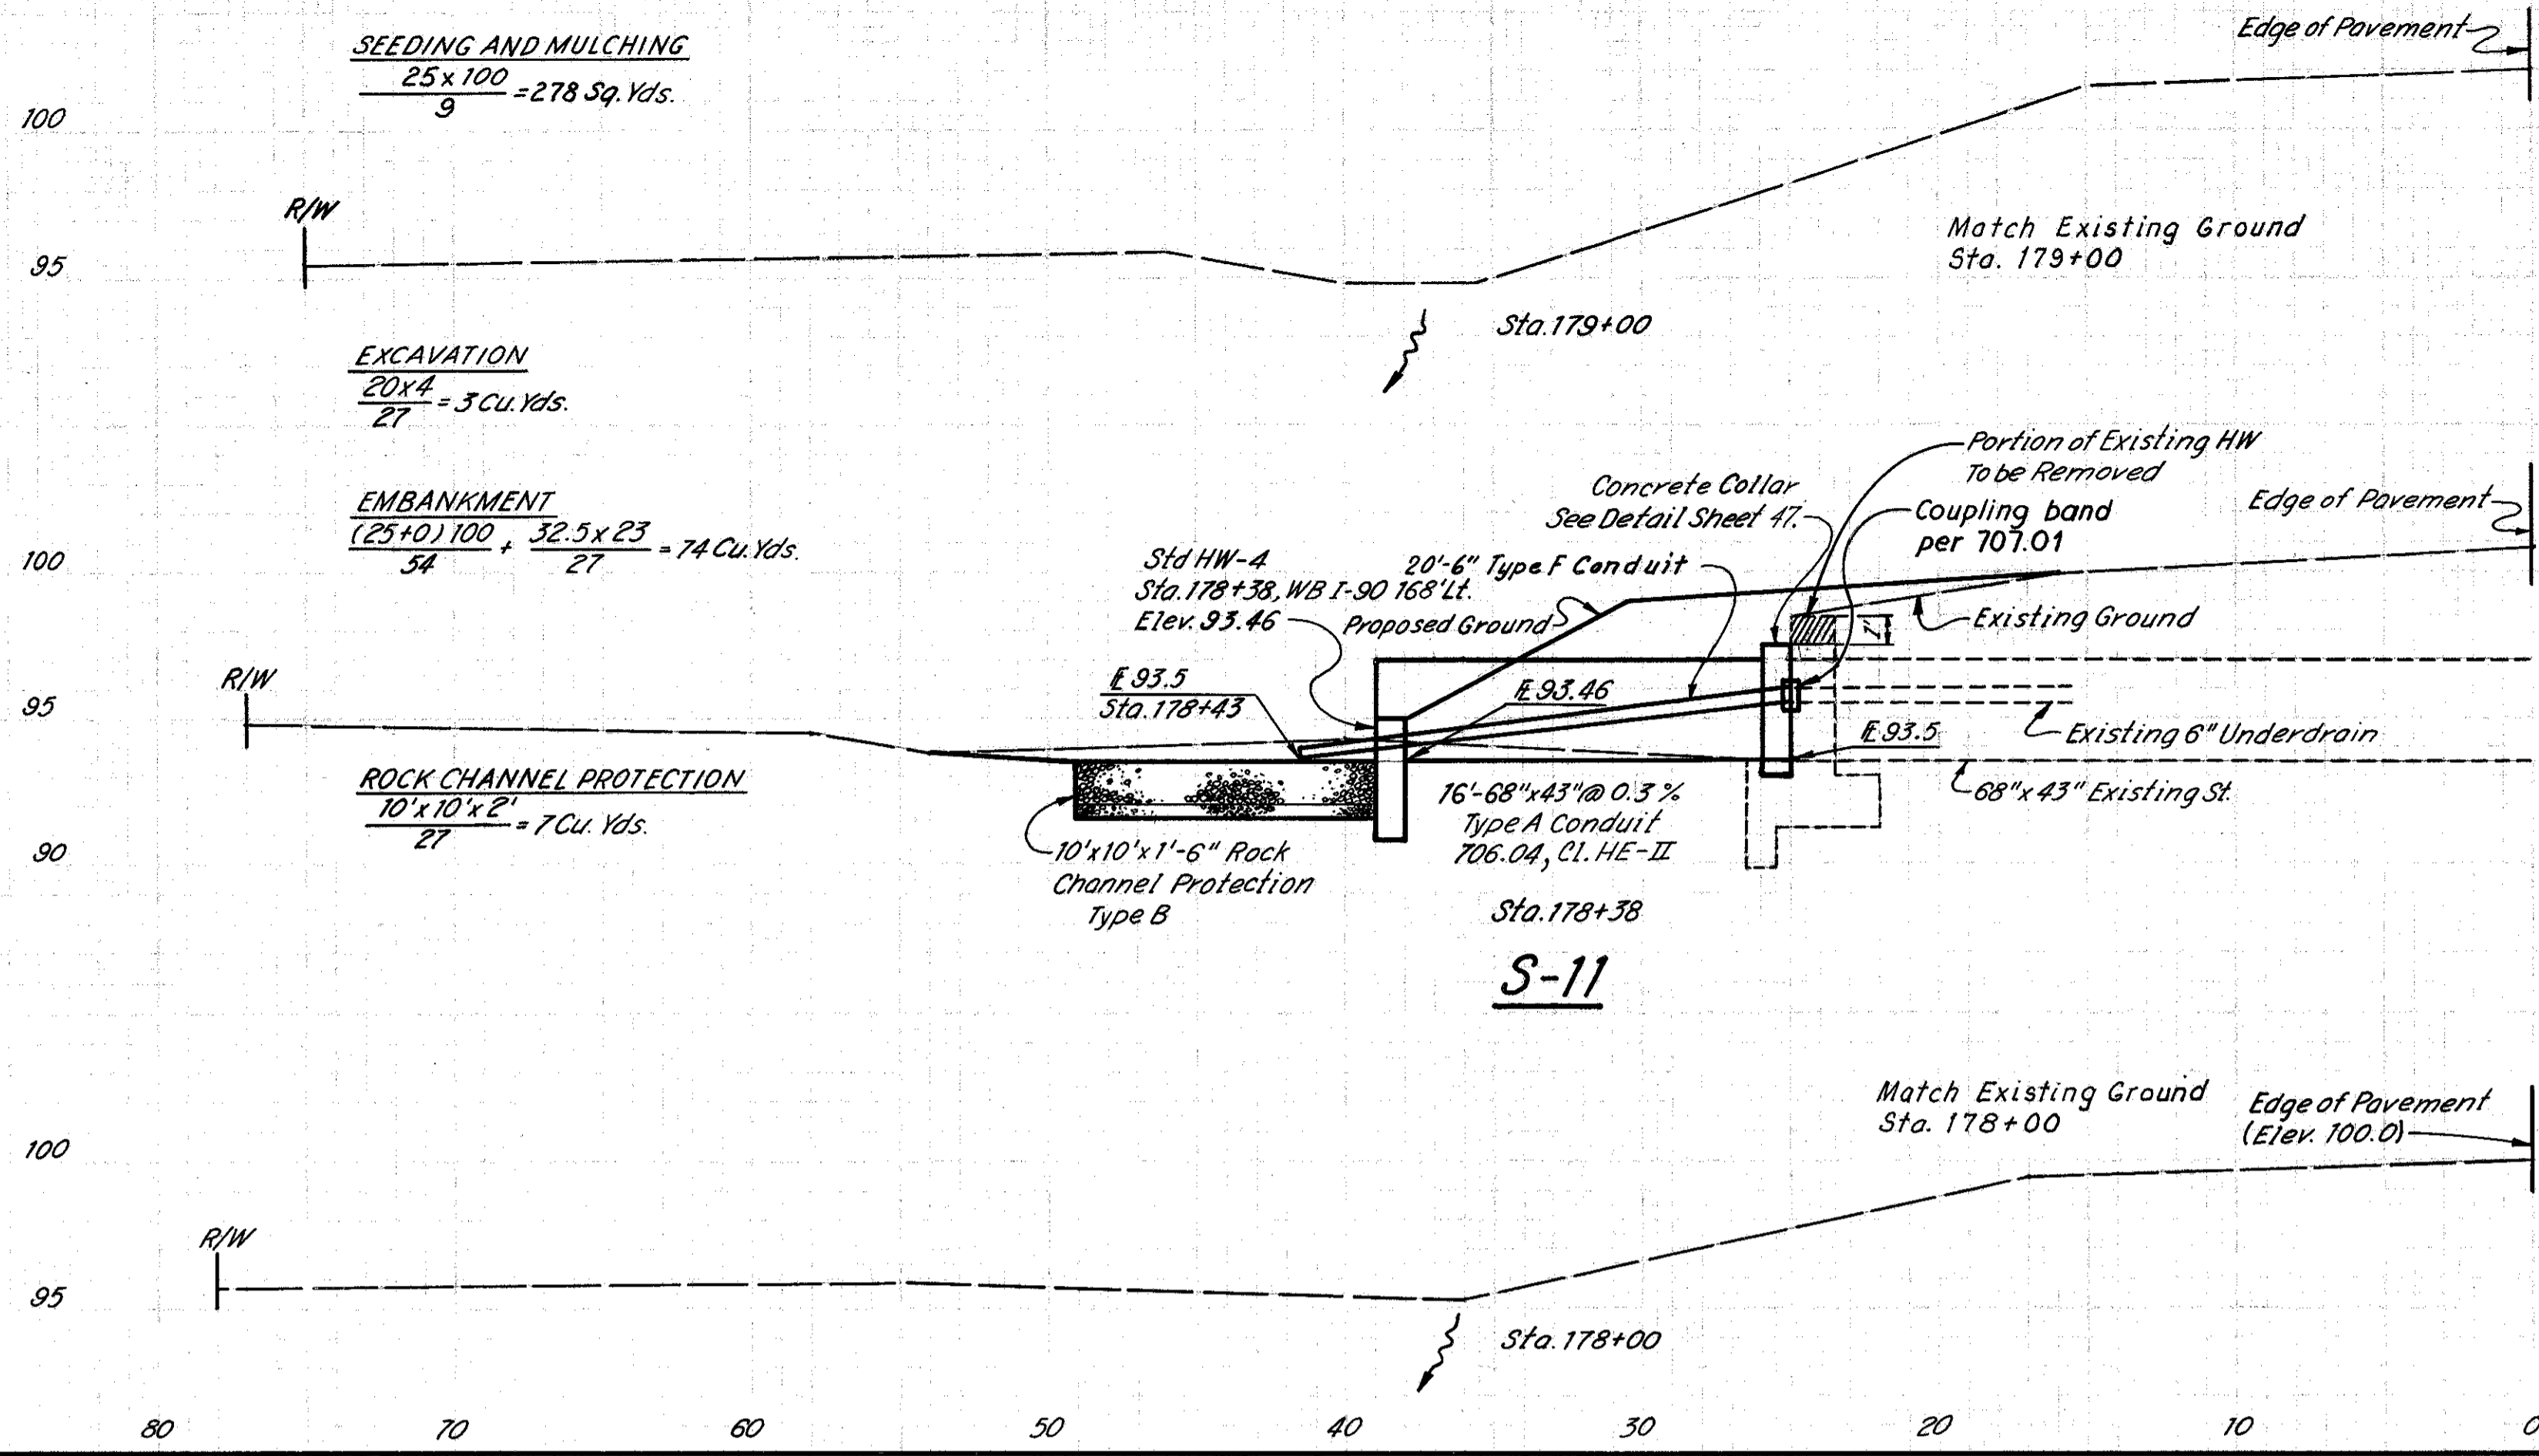 SEEDING AND MULCHING
25 x 100
9
= 278 Sq. Yds.
Edge of Pavement
100
R/W
95
Match Existing Ground
Sta. 179+00
Sta. 179+00
EXCAVATION
20x4
27
= 3 Cu. Yds.
EMBANKMENT
(25+0) 100
54
+
32.5 x 23
27
= 74 Cu. Yds.
Portion of Existing HW
To be Removed
Concrete Collar
See Detail Sheet 47.
Coupling band
per 707.01
Edge of Pavement
100
Std HW-4
Sta. 178+38, WB I-90 168' Lt.
Elev. 93.46
20'-6" Type F Conduit
Proposed Ground
Existing Ground
R/W
95
₤ 93.5
Sta. 178+43
₤ 93.46
₤ 93.5
Existing 6" Underdrain
68"x 43" Existing St.
ROCK CHANNEL PROTECTION
10'x 10'x 2'
27
= 7 Cu. Yds.
90
10'x10'x 1'-6" Rock
Channel Protection
Type B
16'-68"x43"@ 0.3 %
Type A Conduit
706.04, Cl. HE-II
Sta. 178+38
S-11
Match Existing Ground
Sta. 178+00
Edge of Pavement
(Elev. 100.0)
100
R/W
95
Sta. 178+00
80 70 60 50 40 30 20 10 0